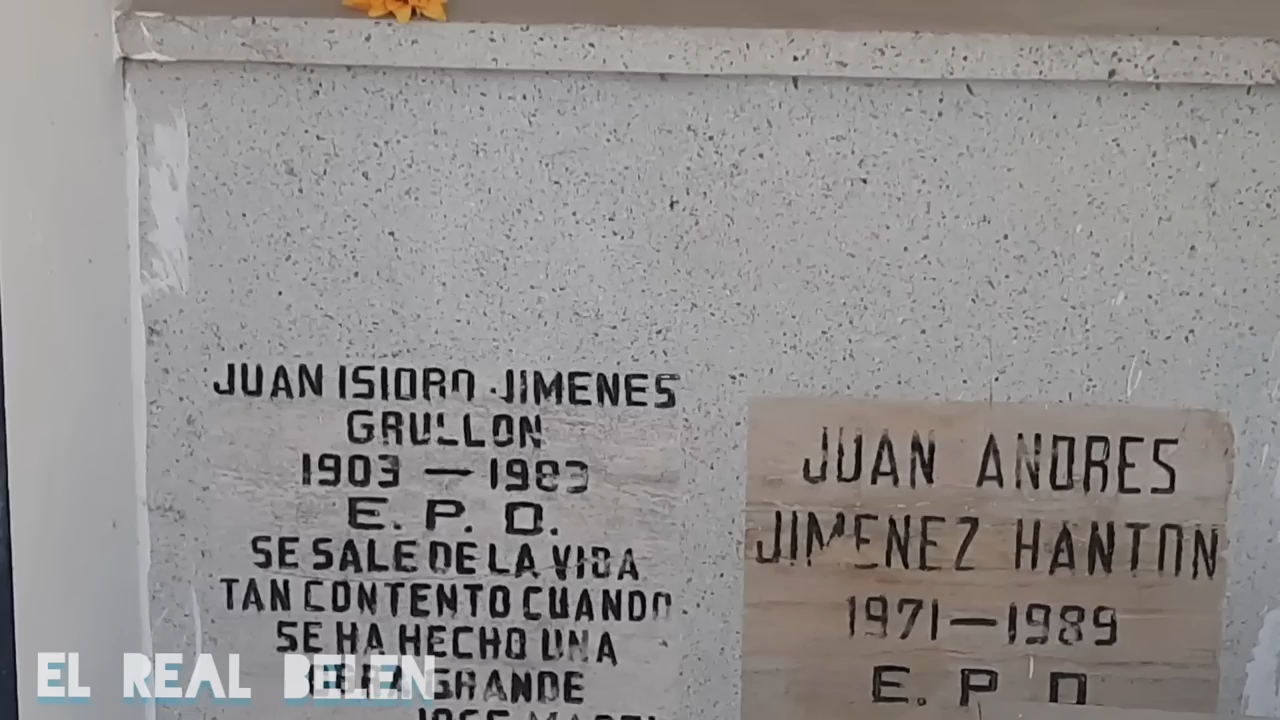 JUAN ISIDRO JIMENES
GRULLON
1903 — 1983
E. P. D.
SE SALE DE LA VIDA
TAN CONTENTO CUANDO
SE HA HECHO UNA
GRANDE
JUAN ANDRES
JIMENEZ HANTON
1971—1989
E. P D
EL REAL BELEN